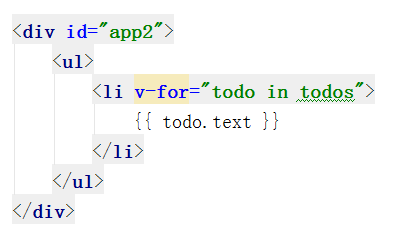 <div id="app2">
<ul>
<li v-for="todo in todos">
{{ todo.text }}
</li>
</ul>
</div>